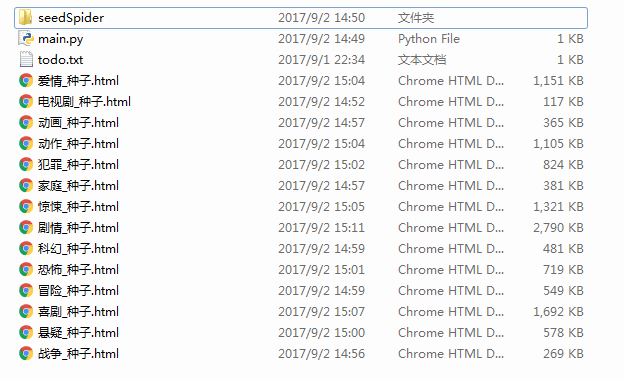 seedSpider 2017/9/2 14:50 文件夹
main.py 2017/9/2 14:49 Python File 1 KB
todo.txt 2017/9/1 22:34 文本文档 1 KB
爱情_种子.html 2017/9/2 15:04 Chrome HTML D... 1,151 KB
电视剧_种子.html 2017/9/2 14:52 Chrome HTML D... 117 KB
动画_种子.html 2017/9/2 14:57 Chrome HTML D... 365 KB
动作_种子.html 2017/9/2 15:04 Chrome HTML D... 1,105 KB
犯罪_种子.html 2017/9/2 15:02 Chrome HTML D... 824 KB
家庭_种子.html 2017/9/2 14:57 Chrome HTML D... 381 KB
惊悚_种子.html 2017/9/2 15:05 Chrome HTML D... 1,321 KB
剧情_种子.html 2017/9/2 15:11 Chrome HTML D... 2,790 KB
科幻_种子.html 2017/9/2 14:59 Chrome HTML D... 481 KB
恐怖_种子.html 2017/9/2 15:01 Chrome HTML D... 719 KB
冒险_种子.html 2017/9/2 14:59 Chrome HTML D... 549 KB
喜剧_种子.html 2017/9/2 15:07 Chrome HTML D... 1,692 KB
悬疑_种子.html 2017/9/2 15:00 Chrome HTML D... 578 KB
战争_种子.html 2017/9/2 14:56 Chrome HTML D... 269 KB